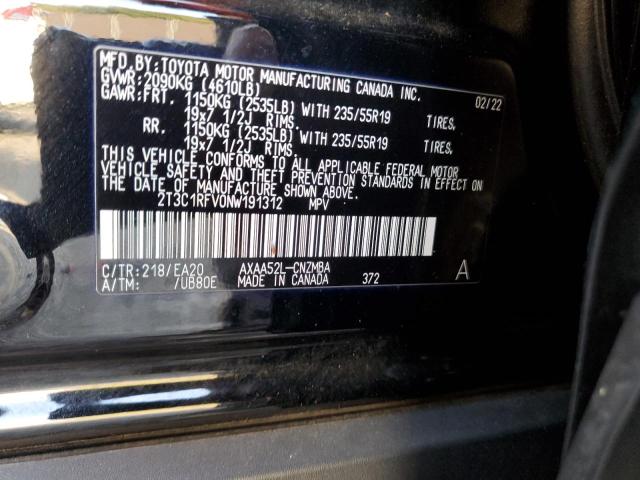 MFD.BY:TOYOTA MOTOR MANUFACTURING CANADA INC.
GVWR:2090KG (4610LB) 02/22
GAWR:FRT. 1150KG (2535LB) WITH 235/55R19 TIRES,
19x7 1/2J RIMS.
RR. 1150KG (2535LB) WITH 235/55R19 TIRES,
19x7 1/2J RIMS.
THIS VEHICLE CONFORMS TO ALL APPLICABLE FEDERAL MOTOR
VEHICLE SAFETY AND THEFT PREVENTION STANDARDS IN EFFECT
ON THE DATE OF MANUFACTURE SHOWN ABOVE.
2T3C1RFV0NW191312 MPV
C/TR:218/EA20 AXAA52L-CNZMBA A
A/TM: /UB80E MADE IN CANADA 372